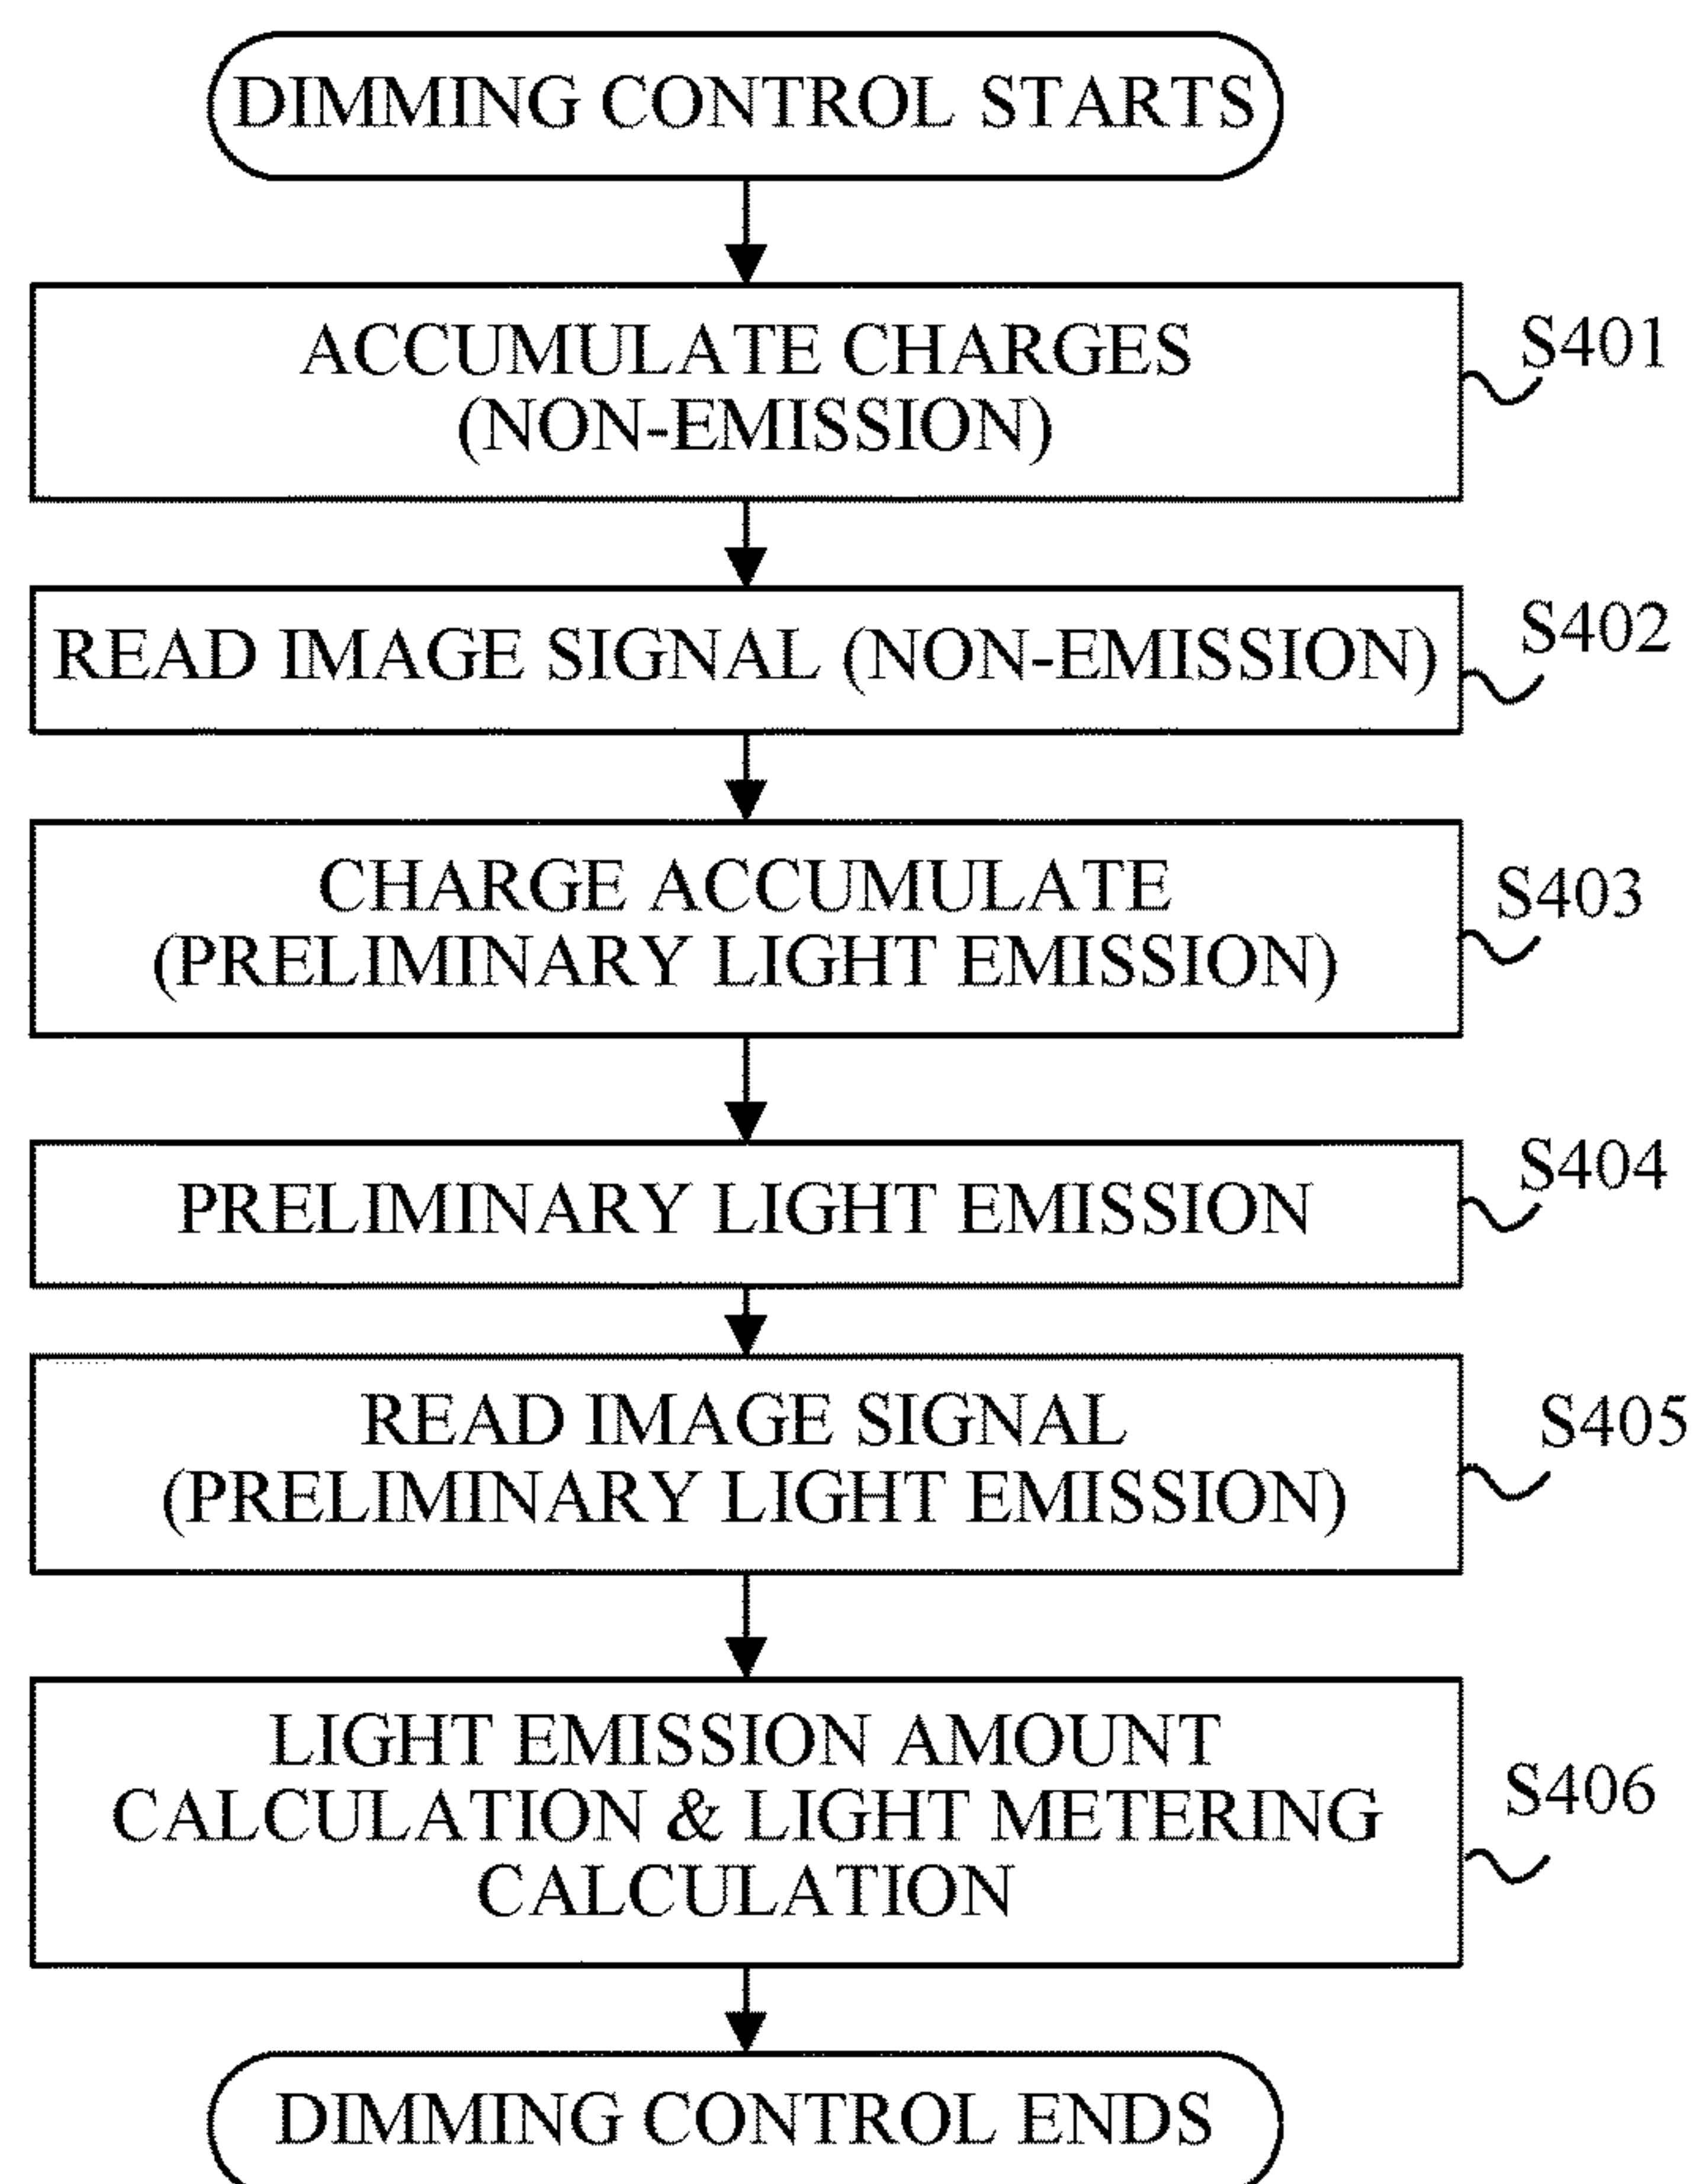 DIMMING CONTROL STARTS
ACCUMULATE CHARGES
(NON-EMISSION)
S401
READ IMAGE SIGNAL (NON-EMISSION)
S402
CHARGE ACCUMULATE
(PRELIMINARY LIGHT EMISSION)
S403
PRELIMINARY LIGHT EMISSION
S404
READ IMAGE SIGNAL
(PRELIMINARY LIGHT EMISSION)
S405
LIGHT EMISSION AMOUNT
CALCULATION & LIGHT METERING
CALCULATION
S406
DIMMING CONTROL ENDS